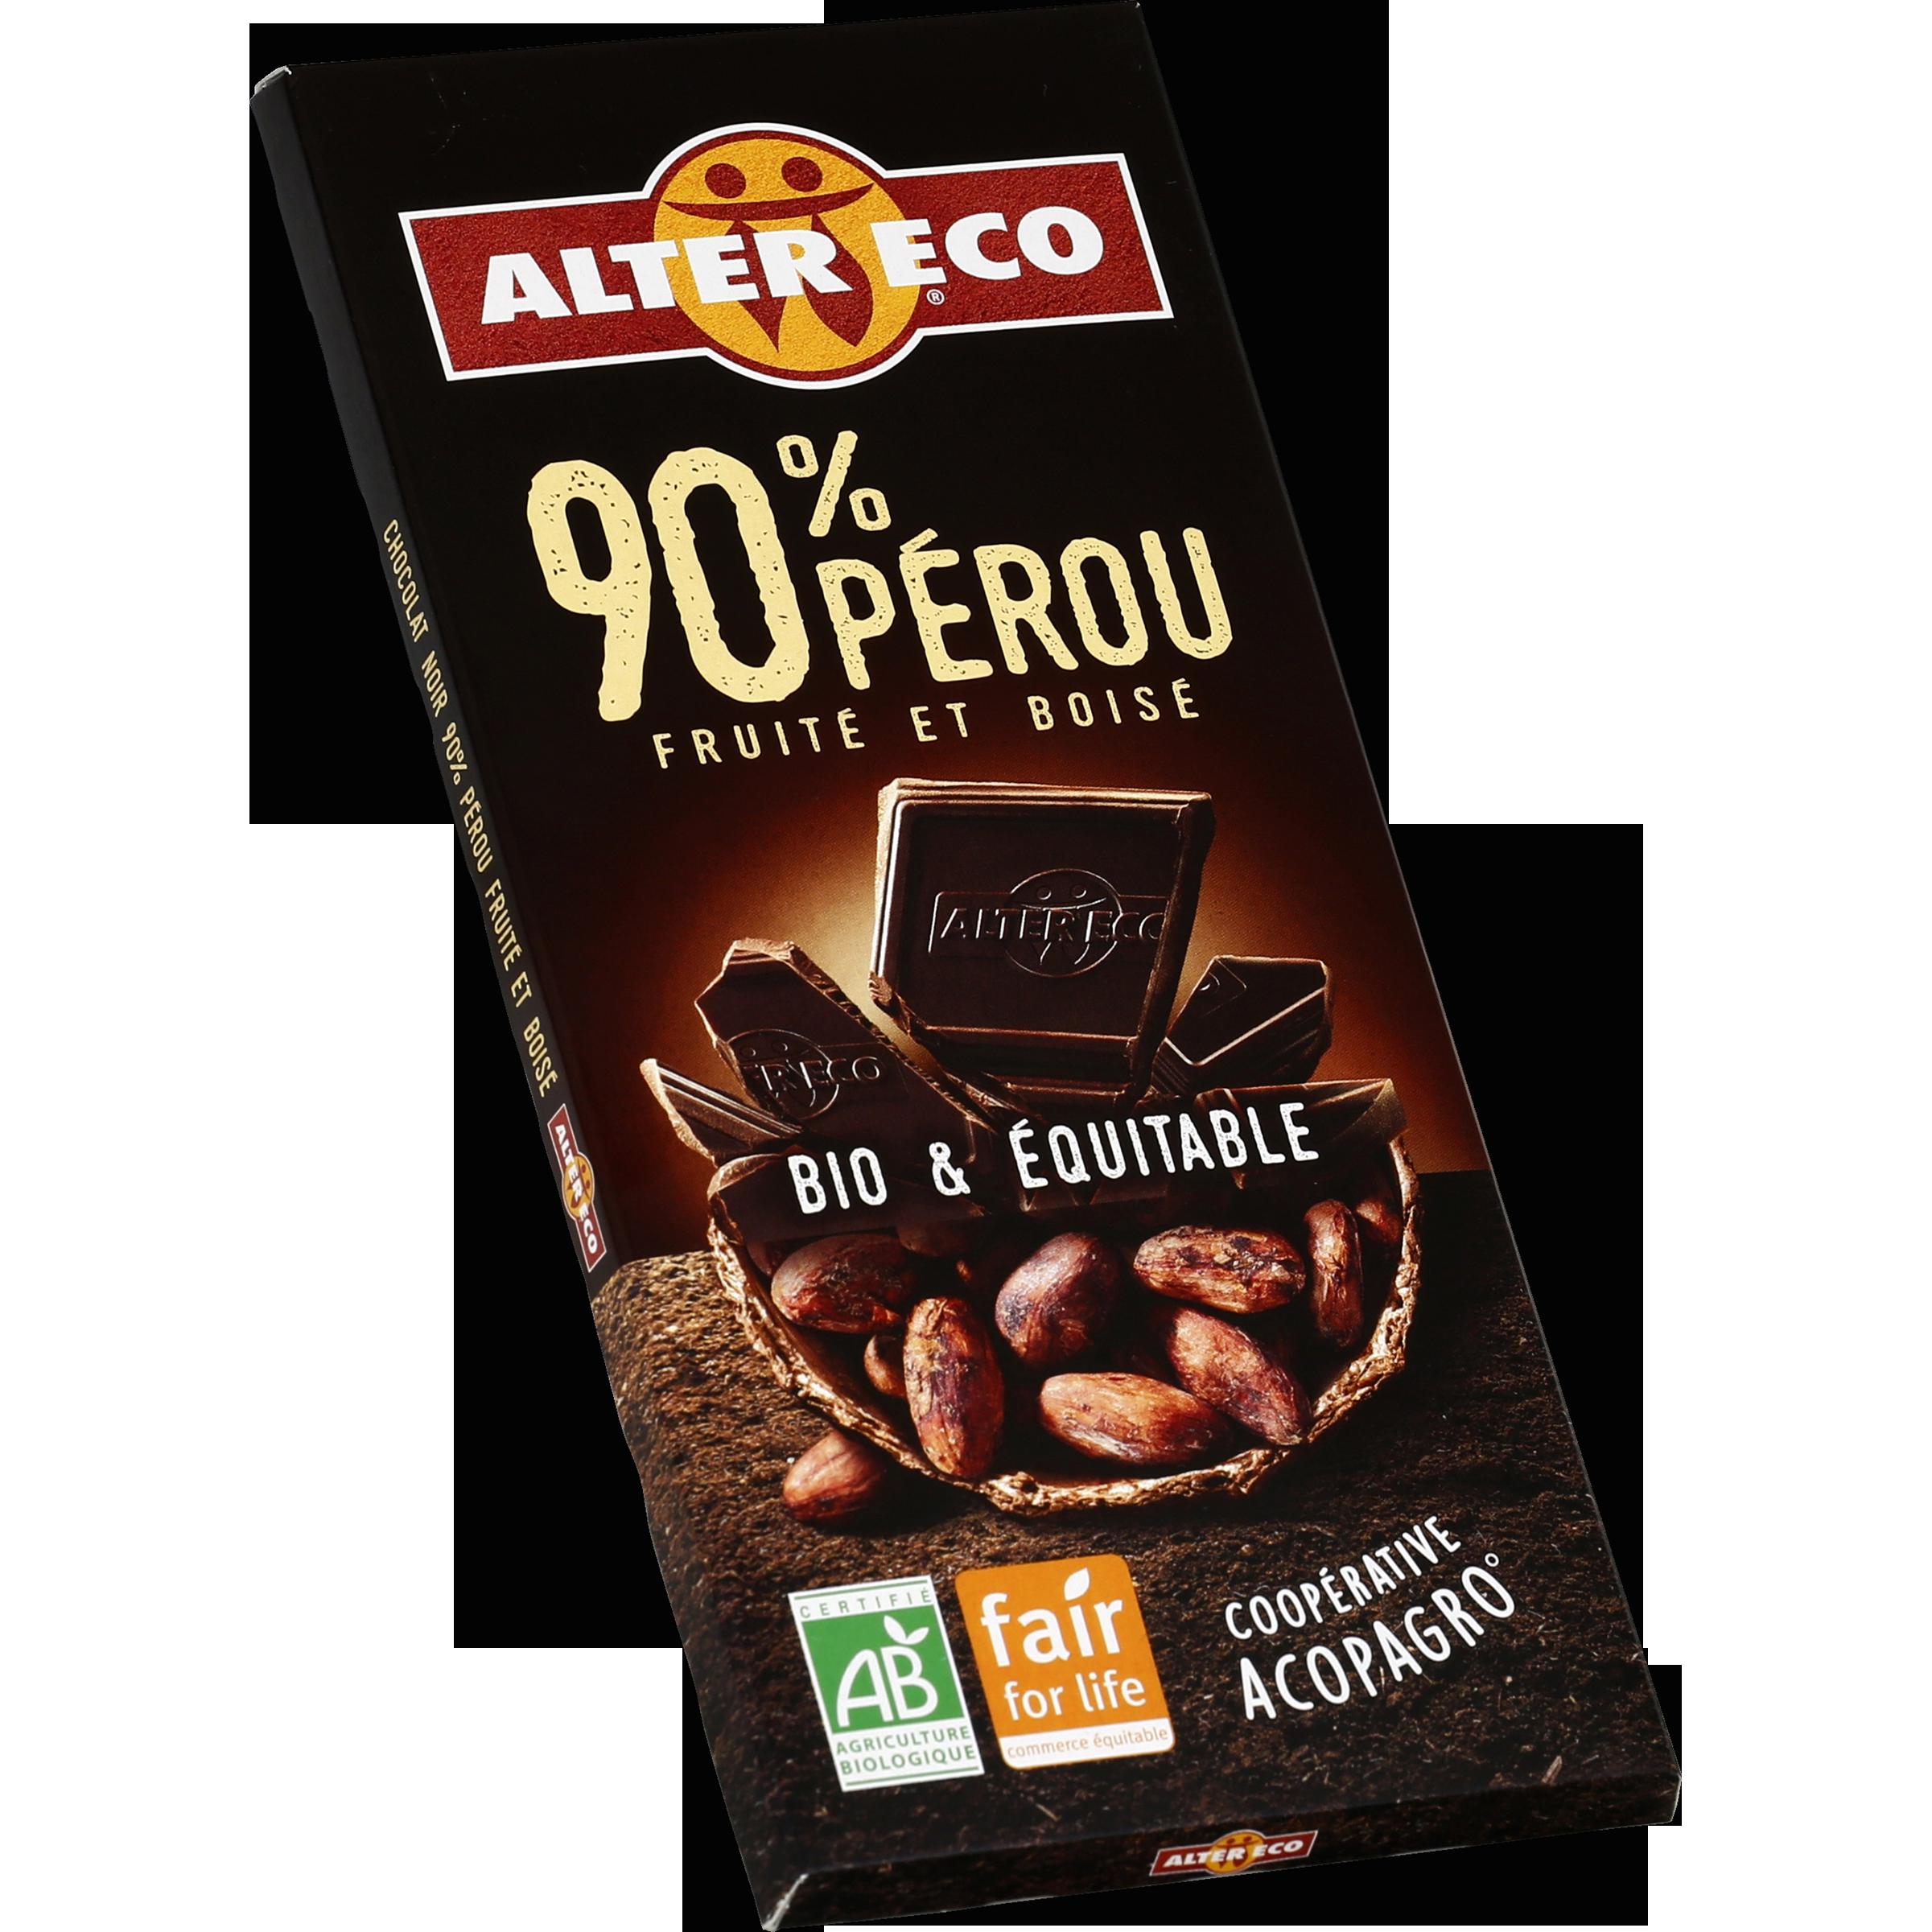 ALTER ECO
®
90% PÉROU
FRUITÉ ET BOISÉ
ALTER ECO
ER ECO
BIO & ÉQUITABLE
CERTIFIÉ
AB
AGRICULTURE
BIOLOGIQUE
fair
for life
commerce équitable
COOPÉRATIVE
ACOPAGRO°
CHOCOLAT NOIR 90% PÉROU FRUITÉ ET BOISÉ
ALTER ECO
ALTER ECO